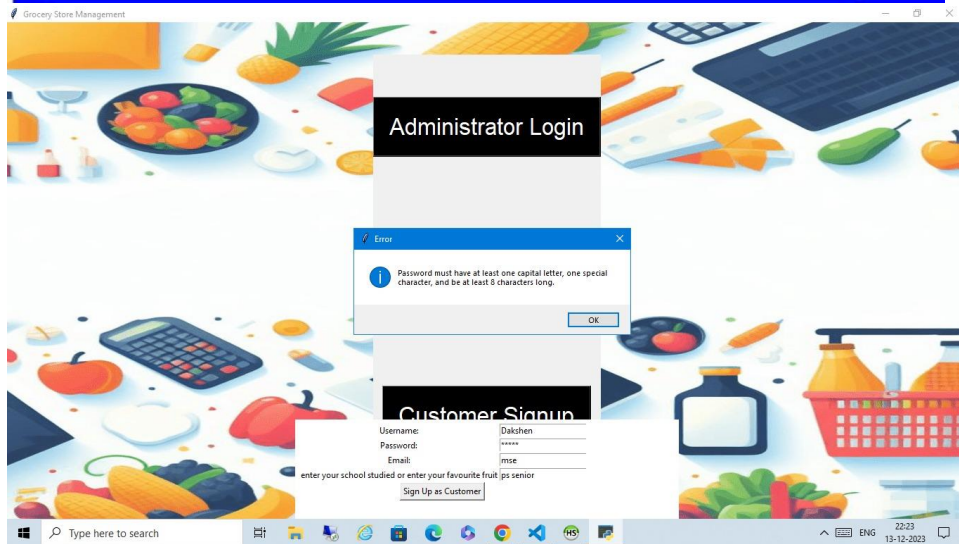 Grocery Store Management
Administrator Login
Error
Password must have at least one capital letter, one special
character, and be at least 8 characters long.
OK
Customer Signup
Username: Dakshen
Password: *****
Email: mse
enter your school studied or enter your favourite fruit ps senior
Sign Up as Customer
Type here to search
HS
ENG
22:23
13-12-2023